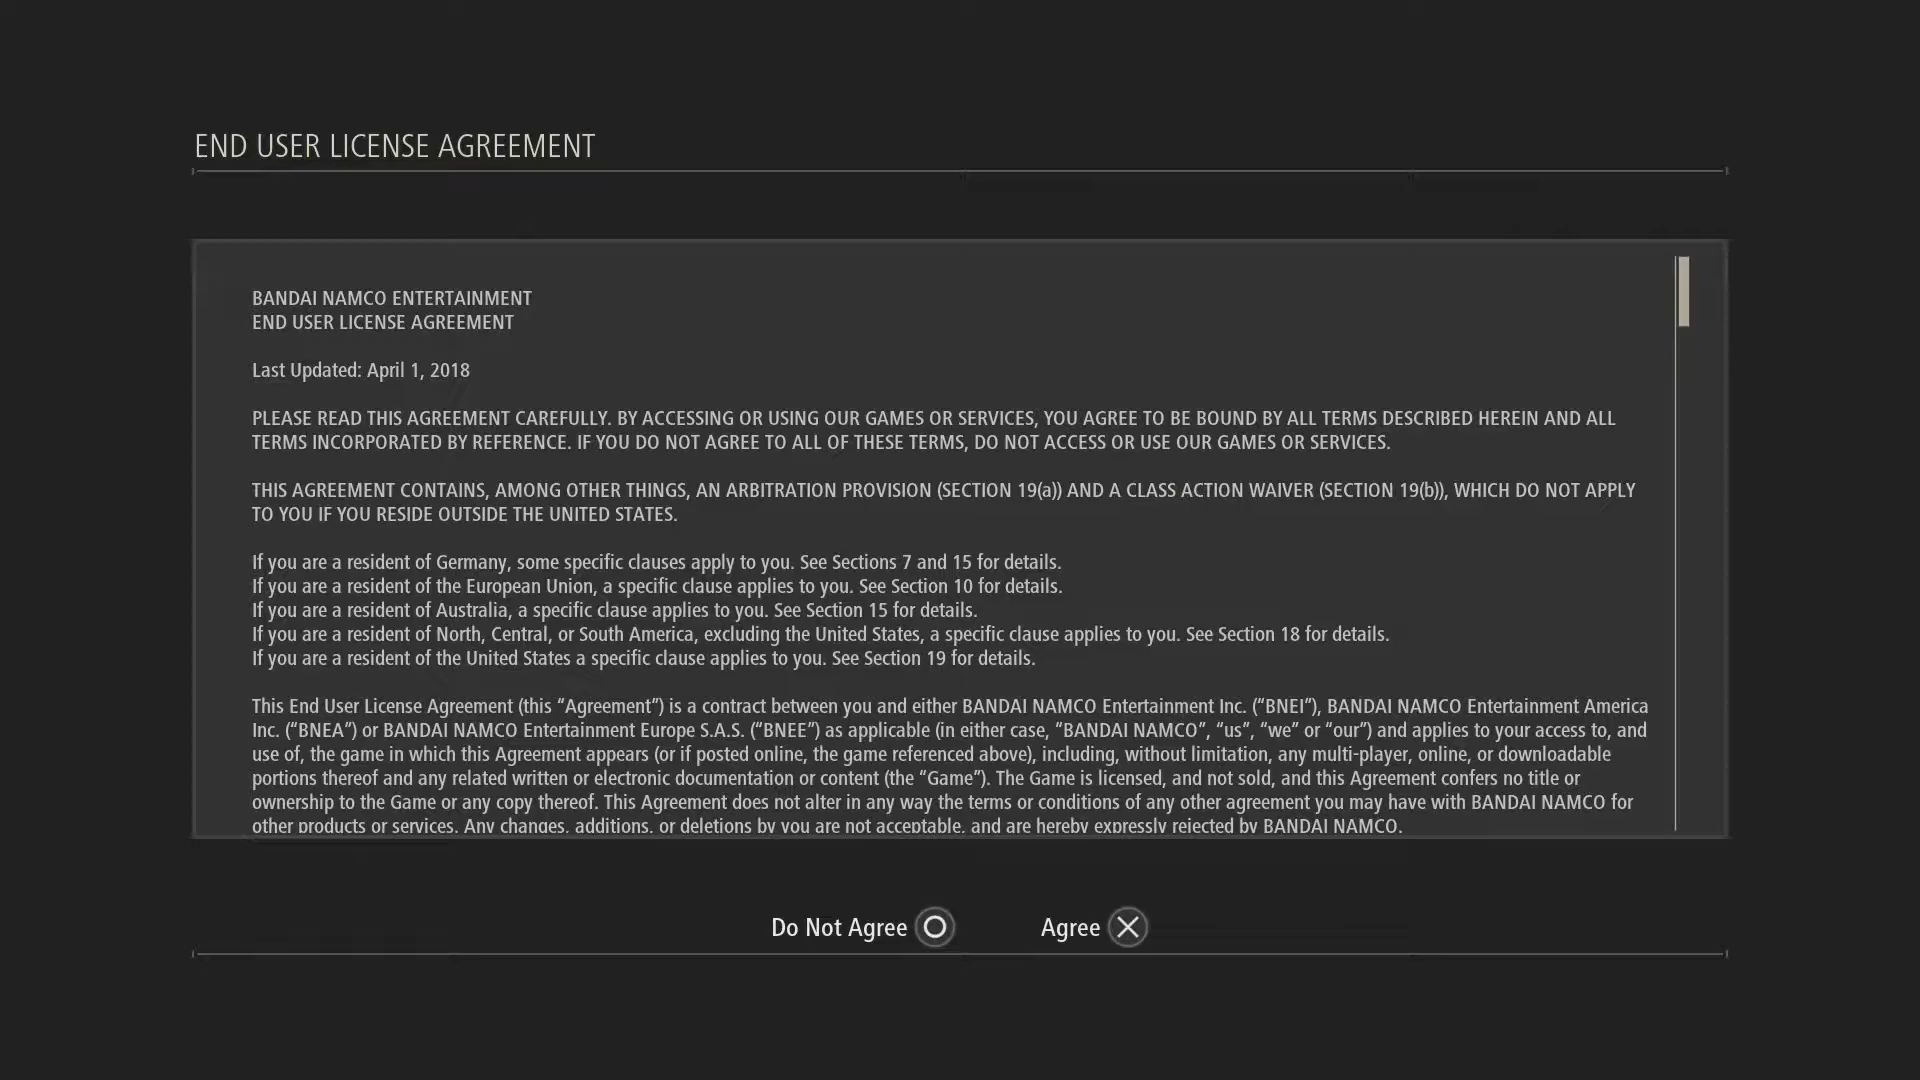 END USER LICENSE AGREEMENT
BANDAI NAMCO ENTERTAINMENT
END USER LICENSE AGREEMENT
Last Updated: April 1, 2018
PLEASE READ THIS AGREEMENT CAREFULLY. BY ACCESSING OR USING OUR GAMES OR SERVICES, YOU AGREE TO BE BOUND BY ALL TERMS DESCRIBED HEREIN AND ALL
TERMS INCORPORATED BY REFERENCE. IF YOU DO NOT AGREE TO ALL OF THESE TERMS, DO NOT ACCESS OR USE OUR GAMES OR SERVICES.
THIS AGREEMENT CONTAINS, AMONG OTHER THINGS, AN ARBITRATION PROVISION (SECTION 19(a)) AND A CLASS ACTION WAIVER (SECTION 19(b)), WHICH DO NOT APPLY
TO YOU IF YOU RESIDE OUTSIDE THE UNITED STATES.
If you are a resident of Germany, some specific clauses apply to you. See Sections 7 and 15 for details.
If you are a resident of the European Union, a specific clause applies to you. See Section 10 for details.
If you are a resident of Australia, a specific clause applies to you. See Section 15 for details.
If you are a resident of North, Central, or South America, excluding the United States, a specific clause applies to you. See Section 18 for details.
If you are a resident of the United States a specific clause applies to you. See Section 19 for details.
This End User License Agreement (this “Agreement”) is a contract between you and either BANDAI NAMCO Entertainment Inc. (“BNEI”), BANDAI NAMCO Entertainment America
Inc. (“BNEA”) or BANDAI NAMCO Entertainment Europe S.A.S. (“BNEE”) as applicable (in either case, “BANDAI NAMCO”, “us”, “we” or “our”) and applies to your access to, and
use of, the game in which this Agreement appears (or if posted online, the game referenced above), including, without limitation, any multi-player, online, or downloadable
portions thereof and any related written or electronic documentation or content (the “Game”). The Game is licensed, and not sold, and this Agreement confers no title or
ownership to the Game or any copy thereof. This Agreement does not alter in any way the terms or conditions of any other agreement you may have with BANDAI NAMCO for
other products or services. Any changes, additions, or deletions by you are not acceptable, and are hereby expressly rejected by BANDAI NAMCO.
Do Not Agree Agree